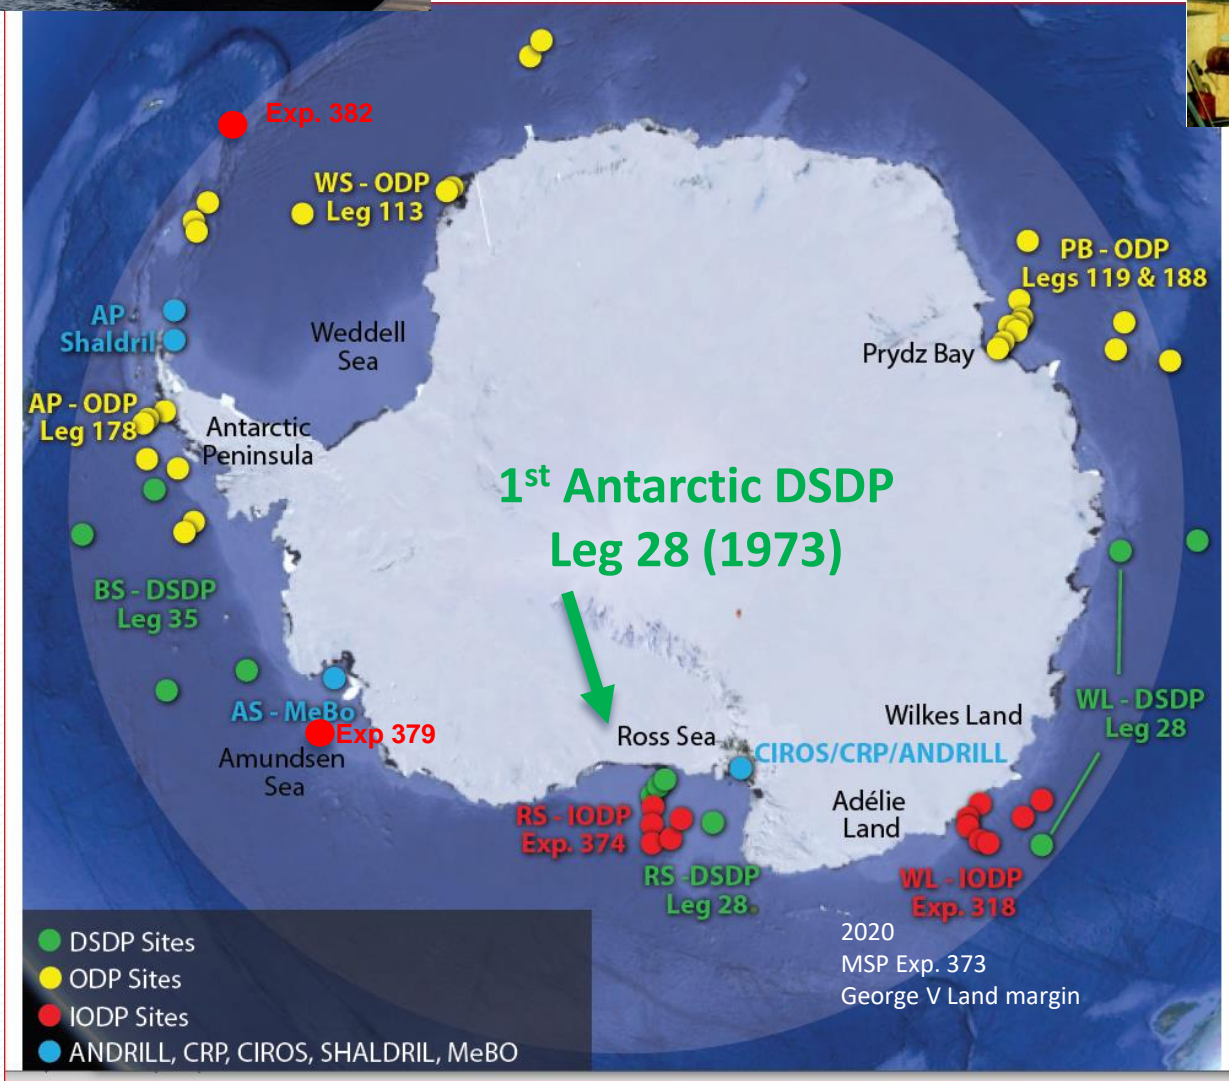 Exp. 382
WS - ODP
Leg 113
PB - ODP
Legs 119 & 188
AP -
Shaldril
Weddell
Sea
Prydz Bay
AP - ODP
Leg 178
Antarctic
Peninsula
1st Antarctic DSDP
Leg 28 (1973)
BS - DSDP
Leg 35
AS - MeBo
Exp 379
Amundsen
Sea
Ross Sea
Wilkes Land
WL - DSDP
Leg 28
CIROS/CRP/ANDRILL
Adélie
Land
RS - IODP
Exp. 374
RS -DSDP
Leg 28.
WL - IODP
Exp. 318
2020
MSP Exp. 373
George V Land margin
DSDP Sites
ODP Sites
IODP Sites
ANDRILL, CRP, CIROS, SHALDRIL, MeBO